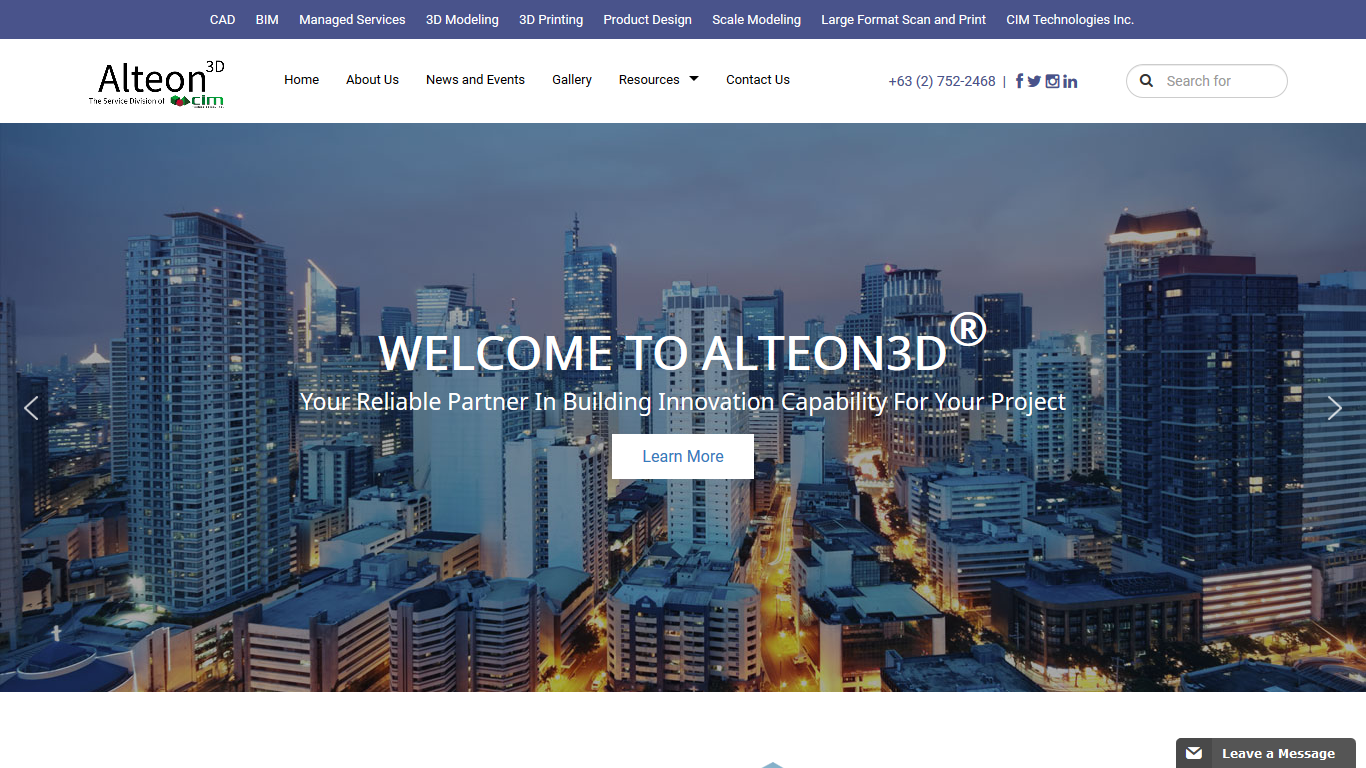 CAD BIM Managed Services 3D Modeling 3D Printing Product Design Scale Modeling Large Format Scan and Print CIM Technologies Inc.
Alteon3D
The Service Division of cim
Home About Us News and Events Gallery Resources Contact Us
+63 (2) 752-2468 |
Search for
WELCOME TO ALTEON3D®
Your Reliable Partner In Building Innovation Capability For Your Project
Learn More
Leave a Message